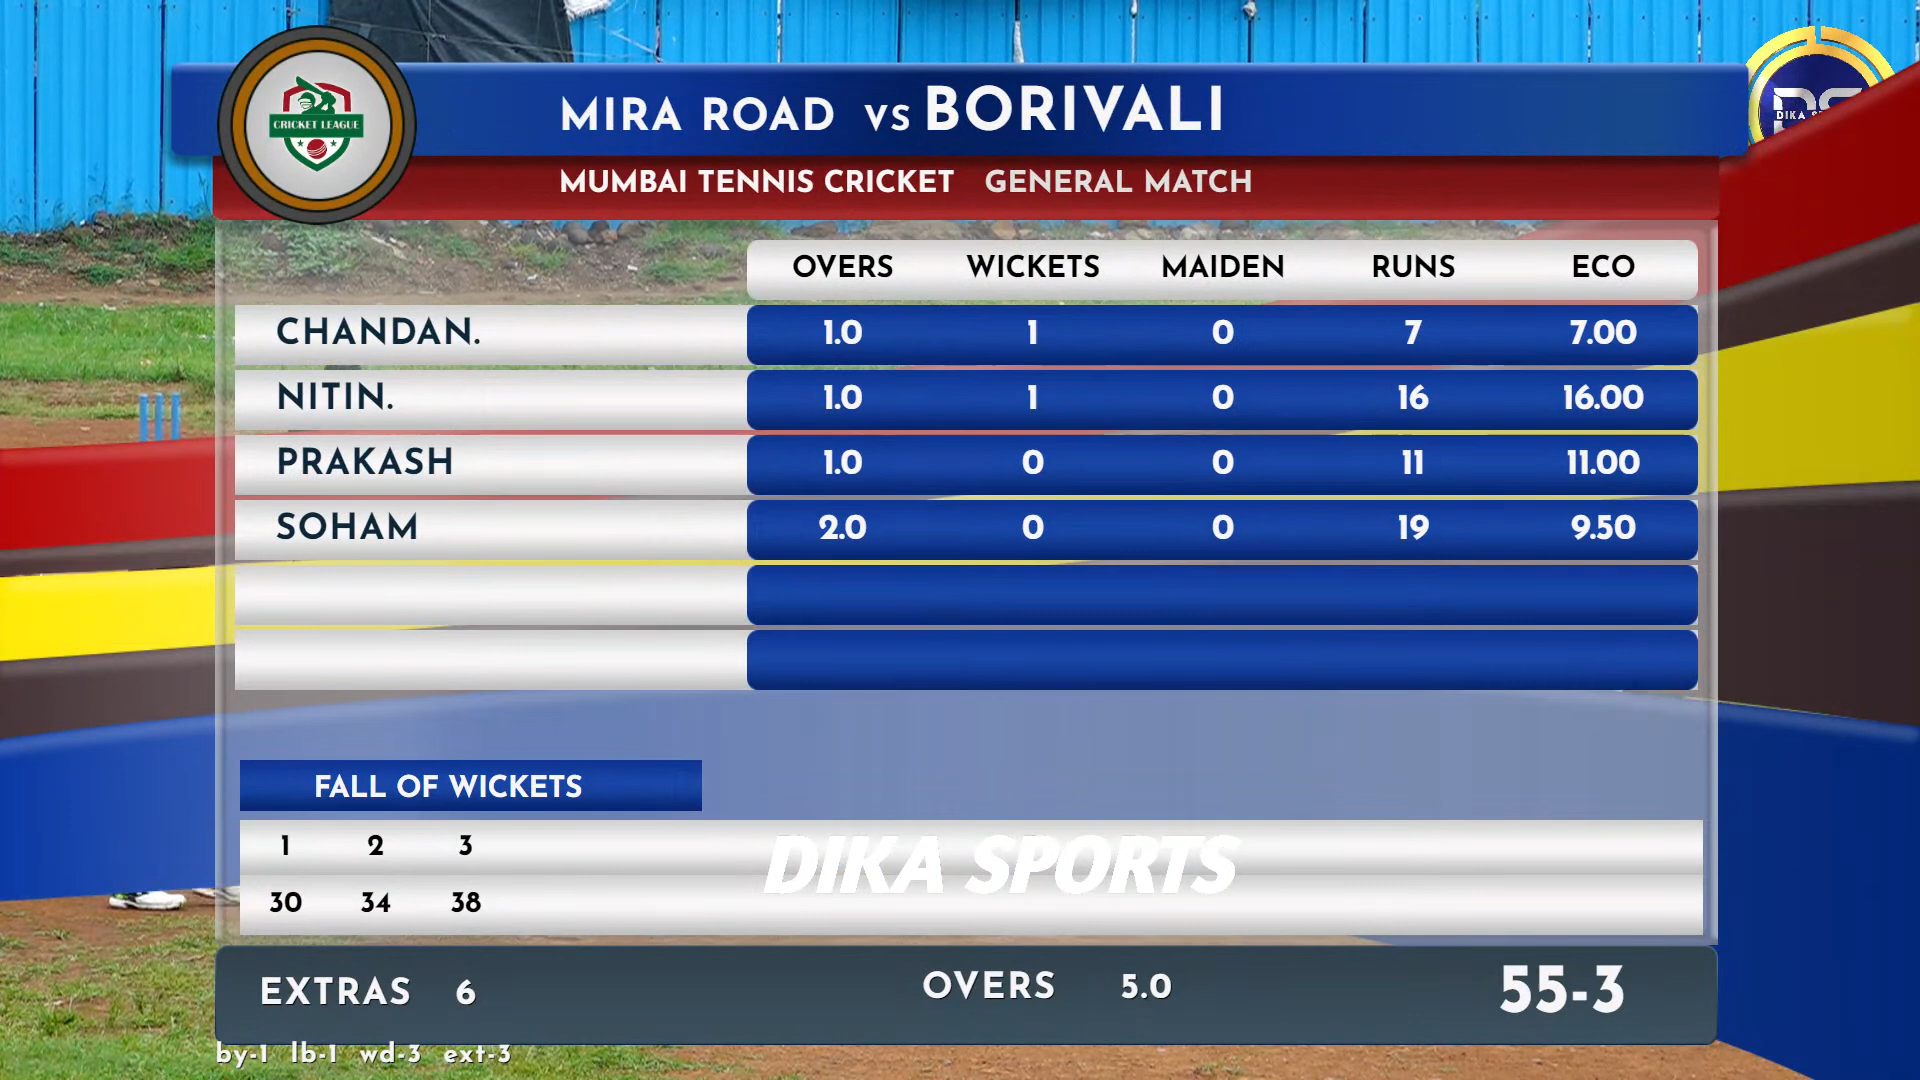 MIRA ROAD vs BORIVALI
CRICKET LEAGUE
DIKA
MUMBAI TENNIS CRICKET GENERAL MATCH
OVERS WICKETS MAIDEN RUNS ECO
CHANDAN. 1.0 1 0 7 7.00
NITIN. 1.0 1 0 16 16.00
PRAKASH 1.0 0 0 11 11.00
SOHAM 2.0 0 0 19 9.50
FALL OF WICKETS
1 2 3
DIKA SPORTS
30 34 38
EXTRAS 6 OVERS 5.0 55-3
by-1 lb-1 wd-3 ext-3